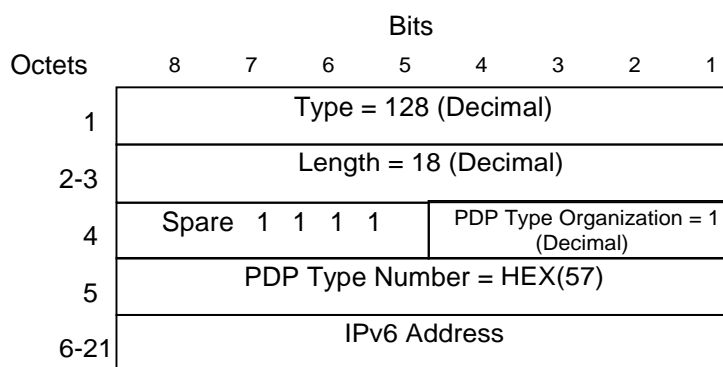 Bits
Octets 8 7 6 5 4 3 2 1
1 Type = 128 (Decimal)
2-3 Length = 18 (Decimal)
4 Spare 1 1 1 1 PDP Type Organization = 1
(Decimal)
5 PDP Type Number = HEX(57)
6-21 IPv6 Address